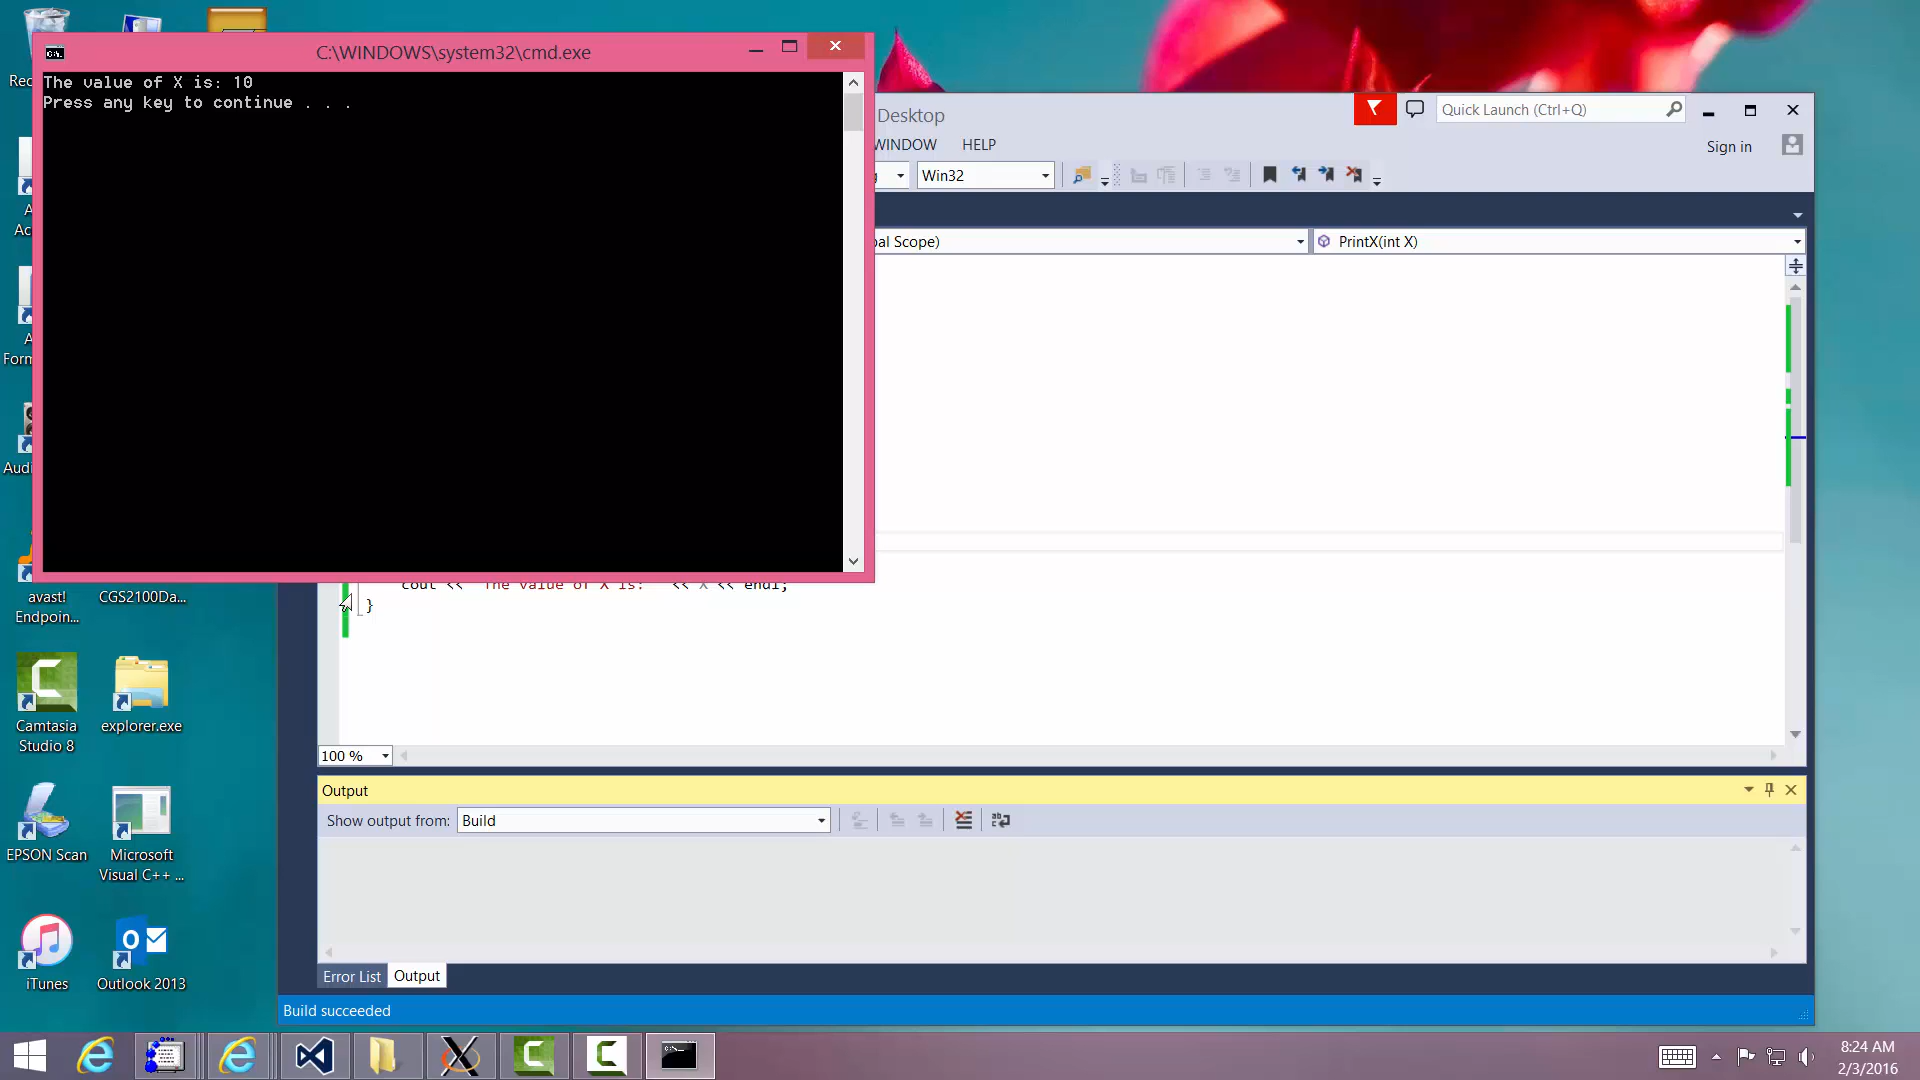 C:\WINDOWS\system32\cmd.exe
The value of X is: 10
Press any key to continue . . .
Desktop
Quick Launch (Ctrl+Q)
WINDOW HELP
Sign in
Win32
bal Scope)
PrintX(int X)
cout << "The value of X is: " << X << endl;
}
100 %
Output
Show output from: Build
Error List Output
Build succeeded
Form
avast!
Endpoin...
CGS2100Da...
Camtasia
Studio 8
explorer.exe
EPSON Scan
Microsoft
Visual C++ ...
iTunes
Outlook 2013
8:24 AM
2/3/2016